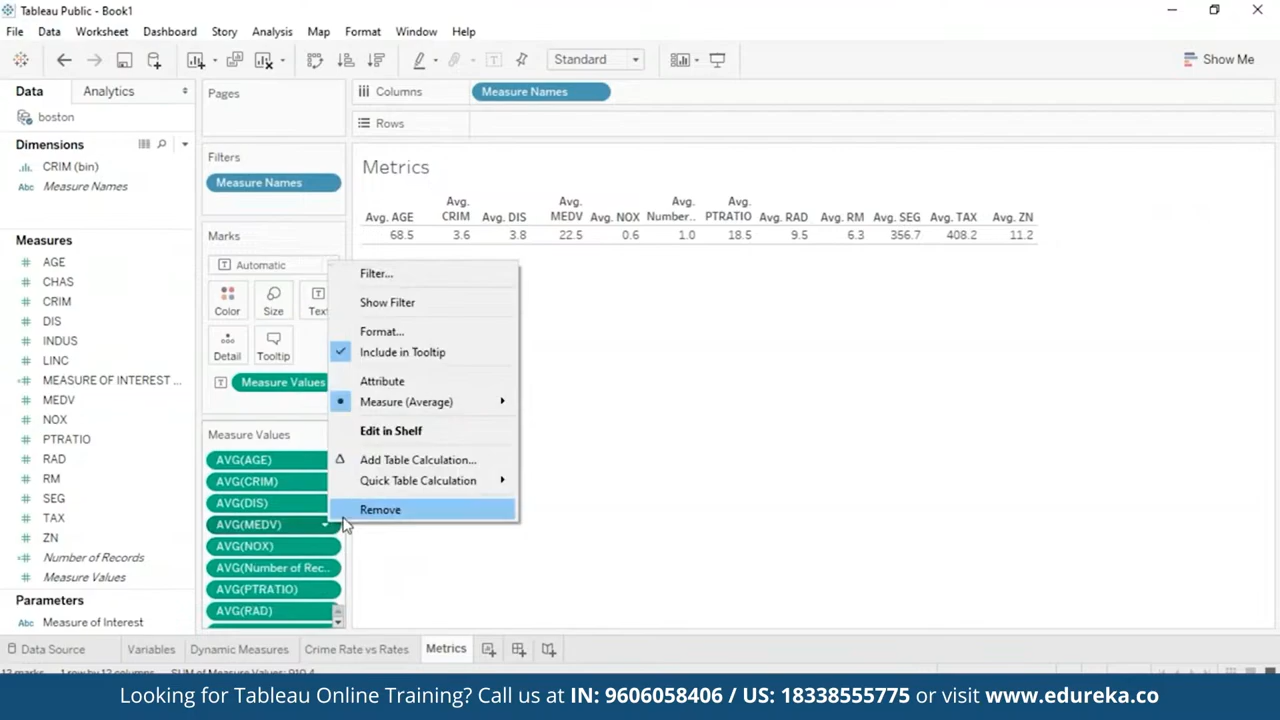 Tableau Public - Book1
File Data Worksheet Dashboard Story Analysis Map Format Window Help
Standard
Show Me
Data Analytics
boston
Dimensions
CRIM (bin)
Measure Names
Measures
AGE
CHAS
CRIM
DIS
INDUS
LINC
MEASURE OF INTEREST ...
MEDV
NOX
PTRATIO
RAD
RM
SEG
TAX
ZN
Number of Records
Measure Values
Parameters
Measure of Interest
Pages
Filters
Measure Names
Marks
Automatic
Color Size Text
Detail Tooltip
Measure Values
Measure Values
AVG(AGE)
AVG(CRIM)
AVG(DIS)
AVG(MEDV)
AVG(NOX)
AVG(Number of Rec..
AVG(PTRATIO)
AVG(RAD)
Columns Measure Names
Rows
Metrics
Avg. AGE Avg. CRIM Avg. DIS Avg. MEDV Avg. NOX Avg. Number.. Avg. PTRATIO Avg. RAD Avg. RM Avg. SEG Avg. TAX Avg. ZN
68.5 3.6 3.8 22.5 0.6 1.0 18.5 9.5 6.3 356.7 408.2 11.2
Filter...
Show Filter
Format...
Include in Tooltip
Attribute
Measure (Average)
Edit in Shelf
Add Table Calculation...
Quick Table Calculation
Remove
Data Source Variables Dynamic Measures Crime Rate vs Rates Metrics
Looking for Tableau Online Training? Call us at IN: 9606058406 / US: 18338555775 or visit www.edureka.co